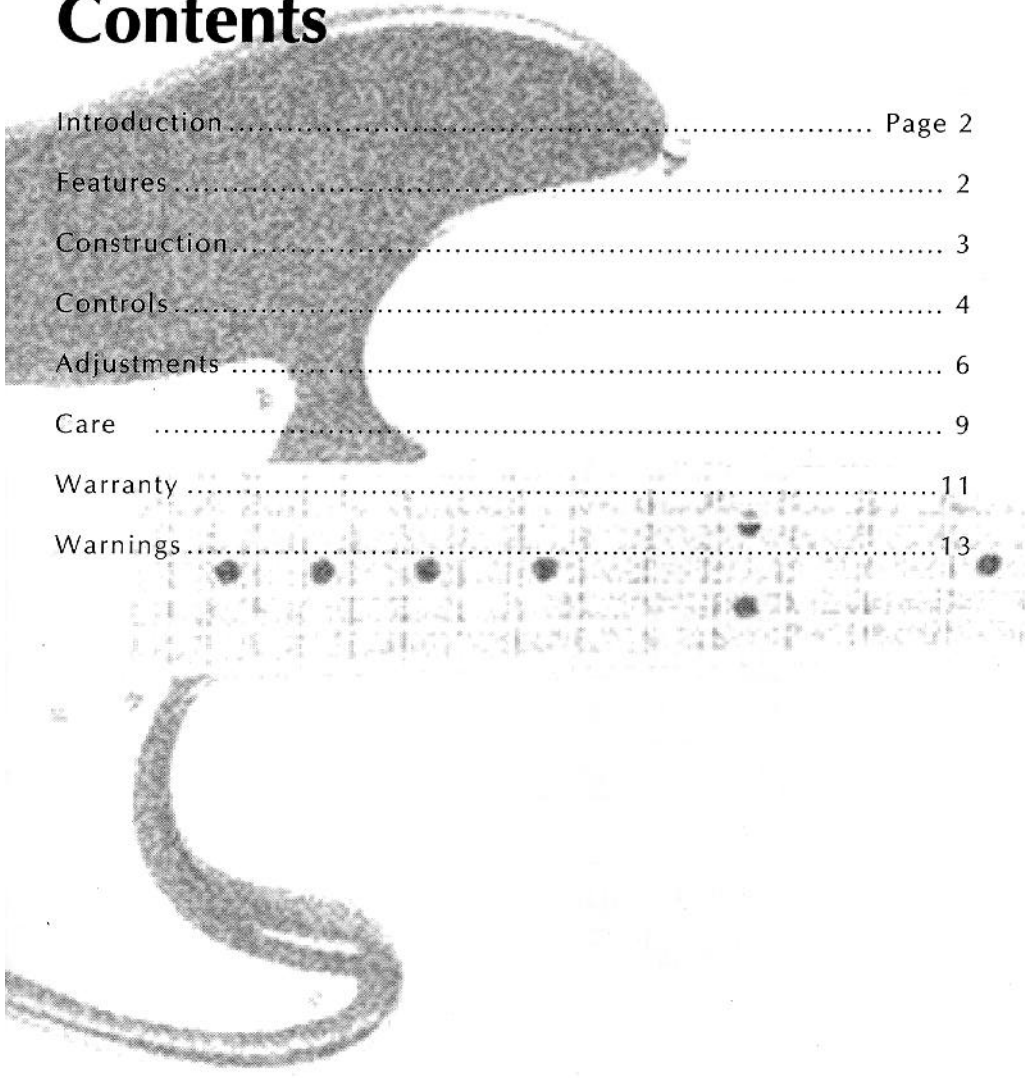 Contents
Introduction........................................................................ Page 2
Features ..................................................................................... 2
Construction............................................................................... 3
Controls ..................................................................................... 4
Adjustments ............................................................................... 6
Care ....................................................................................... 9
Warranty ...................................................................................11
Warnings...................................................................................13